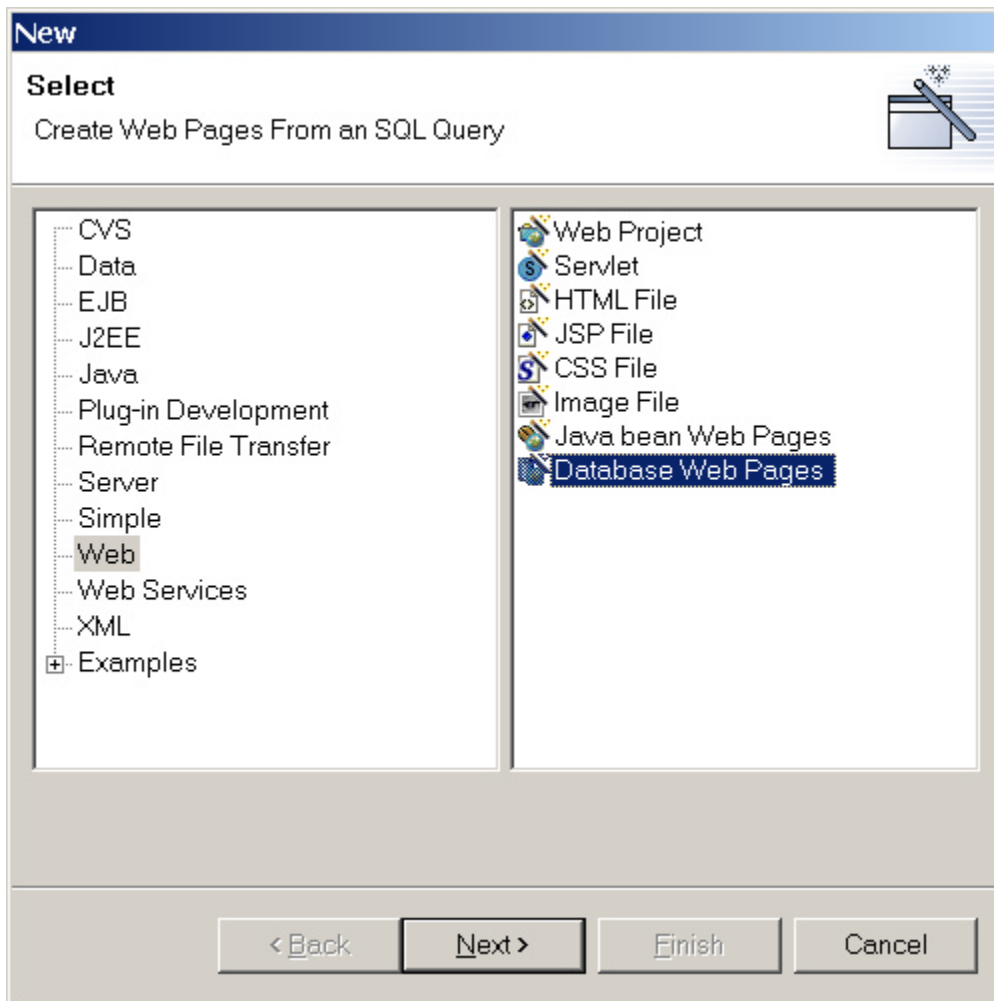 New
Select
Create Web Pages From an SQL Query
CVS
Data
EJB
J2EE
Java
Plug-in Development
Remote File Transfer
Server
Simple
Web
Web Services
XML
Examples
Web Project
Servlet
HTML File
JSP File
CSS File
Image File
Java bean Web Pages
Database Web Pages
< Back Next > Finish Cancel